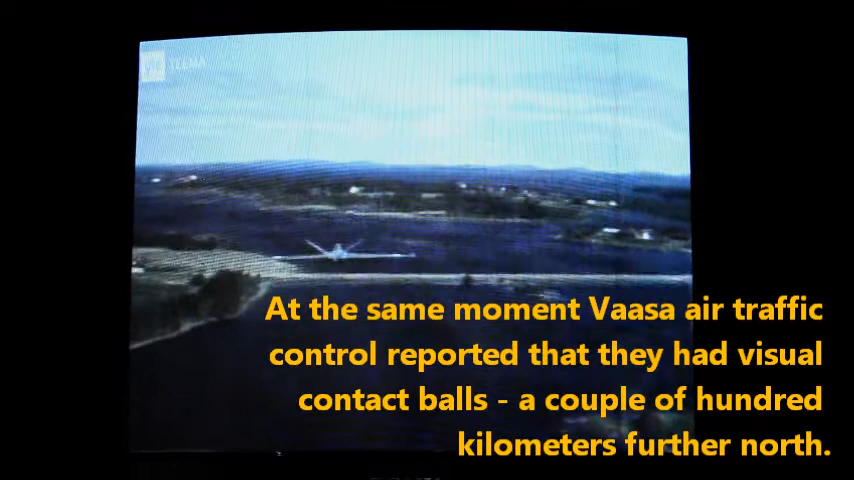 TEEMA
At the same moment Vaasa air traffic
control reported that they had visual
contact balls - a couple of hundred
kilometers further north.